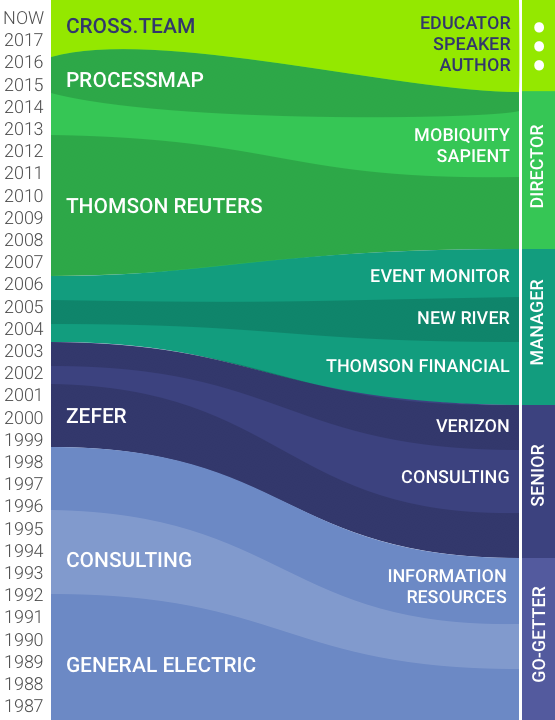 NOW
2017
2016
2015
2014
2013
2012
2011
2010
2009
2008
2007
2006
2005
2004
2003
2002
2001
2000
1999
1998
1997
1996
1995
1994
1993
1992
1991
1990
1989
1988
1987
CROSS.TEAM
PROCESSMAP
THOMSON REUTERS
ZEFER
CONSULTING
GENERAL ELECTRIC
EDUCATOR
SPEAKER
AUTHOR
MOBIQUITY
SAPIENT
EVENT MONITOR
NEW RIVER
THOMSON FINANCIAL
VERIZON
CONSULTING
INFORMATION
RESOURCES
DIRECTOR
MANAGER
SENIOR
GO-GETTER